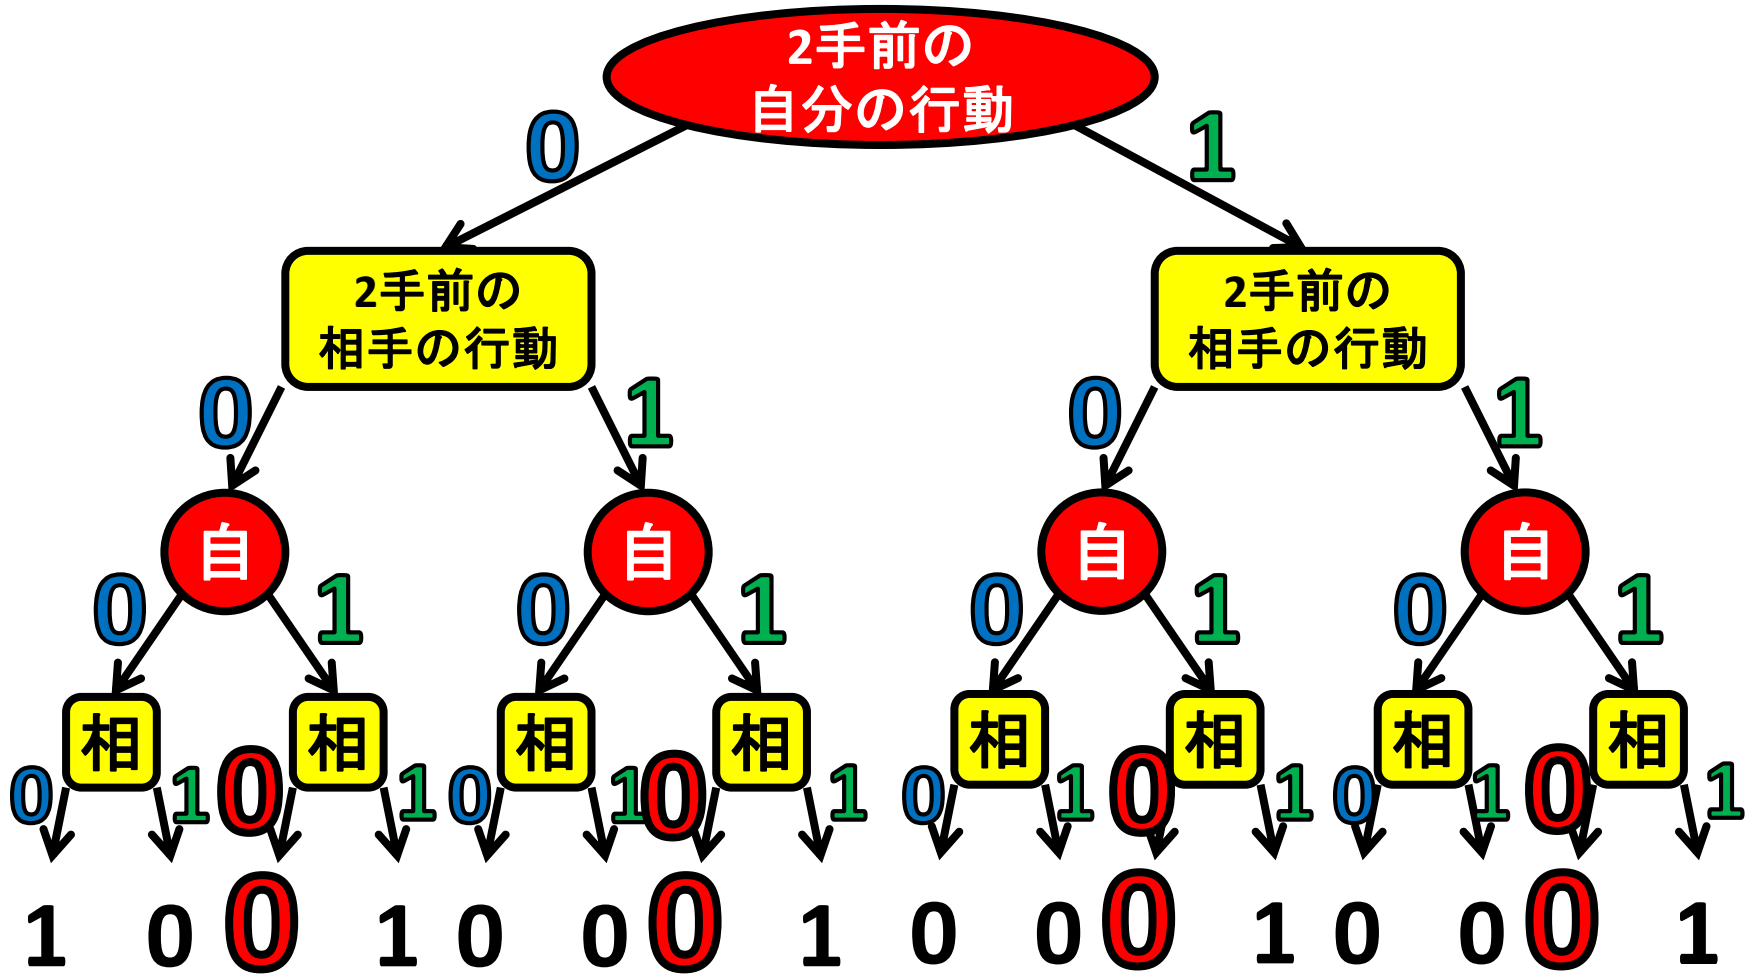 2手前の
自分の行動
0 1
2手前の 2手前の
相手の行動 相手の行動
0 1 0 1
自 自 自 自
0 1 0 1 0 1 0 1
相 相 相 相 相 相 相 相
0 1 0 1 0 1 0 1 0 1 0 1 0 1 0 1
1 0 0 1 0 0 0 1 0 0 0 1 0 0 0 1